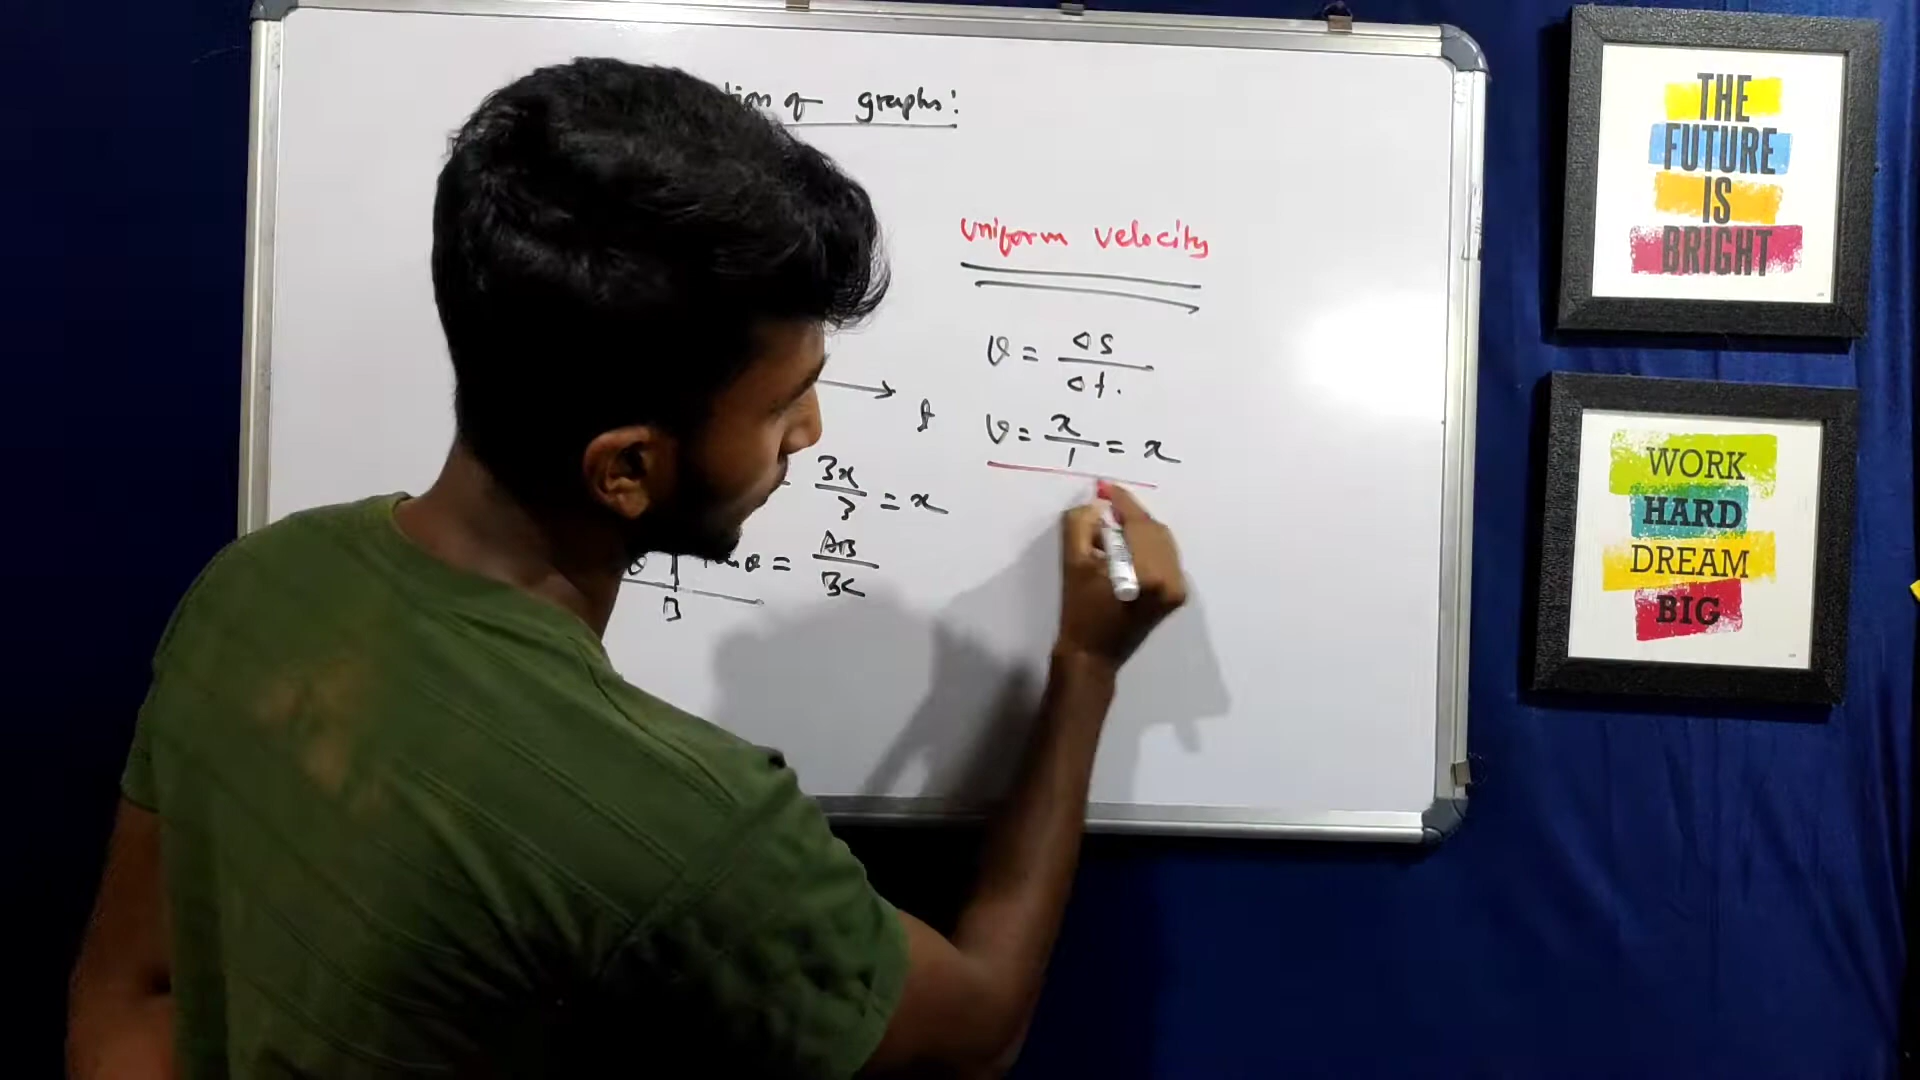 of graphs:
uniform velocity
v = Δs / Δt.
t
v = x / 1 = x
3x / 3 = x
θ = AB / BC
B
THE
FUTURE
IS
BRIGHT
WORK
HARD
DREAM
BIG